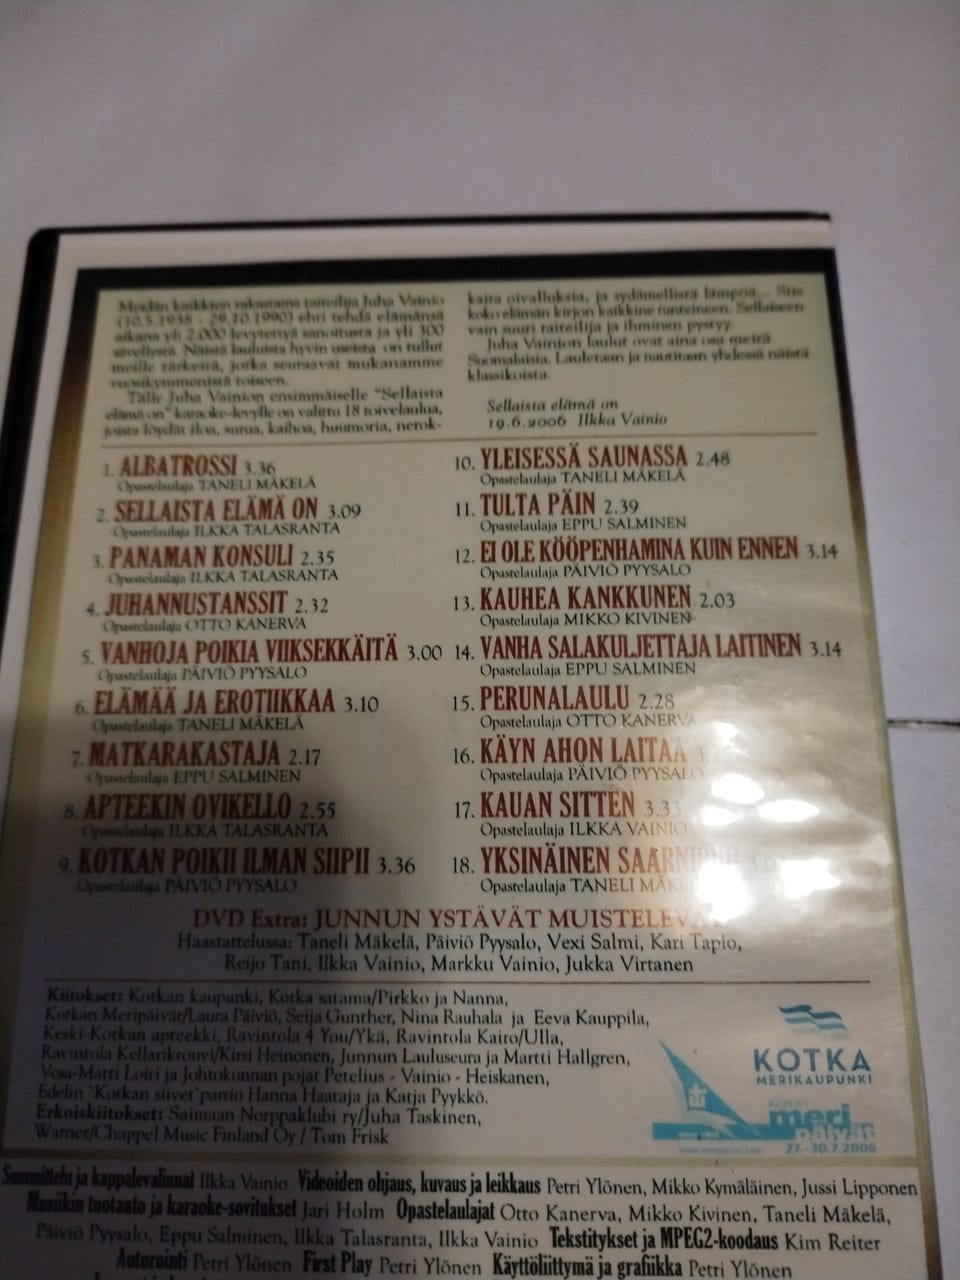 Meidän kaikkien rakastama taiteilija Juha Vainio
(10.5.1938 - 29.10.1990) ehti tehdä elämänsä
aikana yli 2.000 levytettyä sanoitusta ja yli 300
sävellystä. Näistä lauluista hyvin useista on tullut
meille tärkeitä, jotka seuraavat mukanamme
vuosikymmenistä toiseen.
Tälle Juha Vainion ensimmäiselle "Sellaista
elämä on" karaoke-levylle on valittu 18 toivelaulua,
joista löydät iloa, surua, kaihoa, huumoria, nerok-
kaita oivalluksia, ja sydämellistä lämpöä... Siis
koko elämän kirjon kaikkine tunteineen. Sellaiseen
vain suuri taiteilija ja ihminen pystyy.
Juha Vainion laulut ovat aina osa meitä
Suomalaisia. Lauletaan ja nautitaan yhdessä näistä
klassikoista.
Sellaista elämä on
19.6.2006 Ilkka Vainio
1. ALBATROSSI 3.36
Opastelaulaja TANELI MÄKELÄ
2. SELLAISTA ELÄMÄ ON 3.09
Opastelaulaja ILKKA TALASRANTA
3. PANAMAN KONSULI 2.35
Opastelaulaja ILKKA TALASRANTA
4. JUHANNUSTANSSIT 2.32
Opastelaulaja OTTO KANERVA
5. VANHOJA POIKIA VIIKSEKKÄITÄ 3.00
Opastelaulaja PÄIVIÖ PYYSALO
6. ELÄMÄÄ JA EROTIIKKAA 3.10
Opastelaulaja TANELI MÄKELÄ
7. MATKARAKASTAJA 2.17
Opastelaulaja EPPU SALMINEN
8. APTEEKIN OVIKELLO 2.55
Opastelaulaja ILKKA TALASRANTA
9. KOTKAN POIKII ILMAN SIIPII 3.36
Opastelaulaja PÄIVIÖ PYYSALO
10. YLEISESSÄ SAUNASSA 2.48
Opastelaulaja TANELI MÄKELÄ
11. TULTA PÄIN 2.39
Opastelaulaja EPPU SALMINEN
12. EI OLE KÖÖPENHAMINA KUIN ENNEN 3.14
Opastelaulaja PÄIVIÖ PYYSALO
13. KAUHEA KANKKUNEN 2.03
Opastelaulaja MIKKO KIVINEN
14. VANHA SALAKULJETTAJA LAITINEN 3.14
Opastelaulaja EPPU SALMINEN
15. PERUNALAULU 2.28
Opastelaulaja OTTO KANERVA
16. KÄYN AHON LAITAA
Opastelaulaja PÄIVIÖ PYYSALO
17. KAUAN SITTEN 3.33
Opastelaulaja ILKKA VAINIO
18. YKSINÄINEN
Opastelaulaja TANELI
DVD Extra: JUNNUN YSTÄVÄT MUISTELEVAT
Haastattelussa: Taneli Mäkelä, Päiviö Pyysalo, Vexi Salmi, Kari Tapio,
Reijo Tani, Ilkka Vainio, Markku Vainio, Jukka Virtanen
Kiitokset: Kotkan kaupunki, Kotka satama/Pirkko ja Nanna,
Kotkan Meripäivät/Laura Päiviö, Seija Gunther, Nina Rauhala ja Eeva Kauppila,
Keski-Kotkan apteekki, Ravintola 4 You/Ykä, Ravintola Kairo/Ulla,
Ravintola Kellarikrouvi/Kirsi Heinonen, Junnun Lauluseura ja Martti Hallgren,
Vesa-Matti Loiri ja Johtokunnan pojat Petelius - Vainio - Heiskanen,
Edelin `Kotkan siivet`partio Hanna Haataja ja Katja Pyykkö.
Erkoiskiitokset: Saimaan Norppaklubi ry/Juha Taskinen,
Warner/Chappel Music Finland Oy / Tom Frisk
KOTKA
MERIKAUPUNKI
meri
päivät
27.-30.7.2006
Suunnittelu ja kappalevalinnat Ilkka Vainio Videoiden ohjaus, kuvaus ja leikkaus Petri Ylönen, Mikko Kymäläinen, Jussi Lipponen
Musiikin tuotanto ja karaoke-sovitukset Jari Holm Opastelaulajat Otto Kanerva, Mikko Kivinen, Taneli Mäkelä,
Päiviö Pyysalo, Eppu Salminen, Ilkka Talasranta, Ilkka Vainio Tekstitykset ja MPEG2-koodaus Kim Reiter
Autorointi Petri Ylönen First Play Petri Ylönen Käyttöliittymä ja grafiikka Petri Ylönen